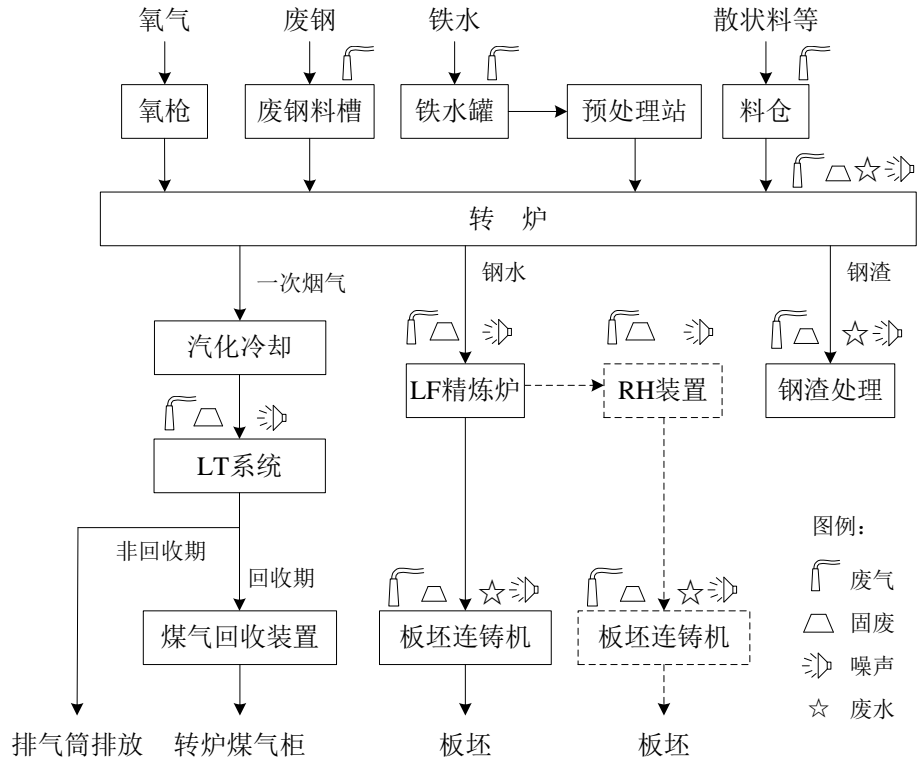 氧气
废钢
铁水
散状料等
氧枪
废钢料槽
铁水罐
预处理站
料仓
转 炉
一次烟气
钢水
钢渣
汽化冷却
LF精炼炉
RH装置
钢渣处理
LT系统
非回收期
回收期
图例：
废气
固废
噪声
废水
煤气回收装置
板坯连铸机
板坯连铸机
排气筒排放
转炉煤气柜
板坯
板坯